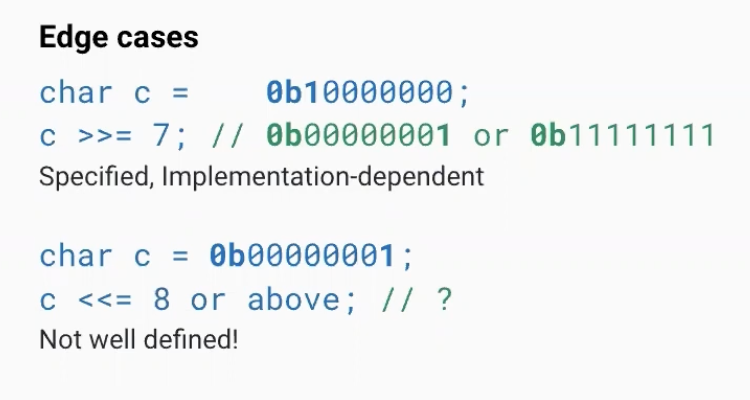 Edge cases
char c =    0b10000000;
c >>= 7; // 0b00000001 or 0b11111111
Specified, Implementation-dependent
char c = 0b00000001;
c <<= 8 or above; // ?
Not well defined!